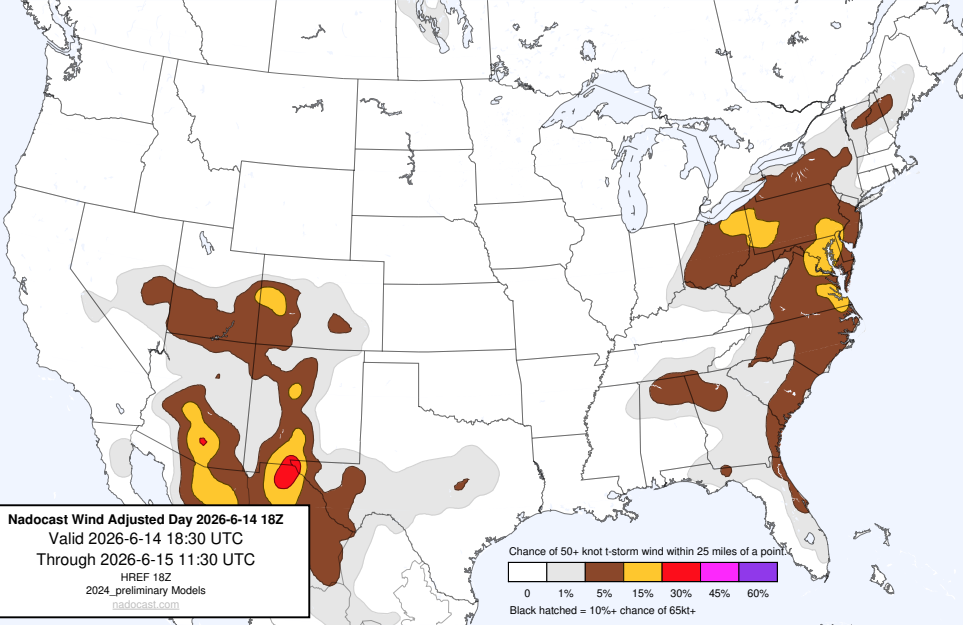 Nadocast Wind Adjusted Day 2026-6-14 18Z
Valid 2026-6-14 18:30 UTC
Through 2026-6-15 11:30 UTC
HREF 18Z
2024_preliminary Models
nadocast.com
Chance of 50+ knot t-storm wind within 25 miles of a point.
0 1% 5% 15% 30% 45% 60%
Black hatched = 10%+ chance of 65kt+